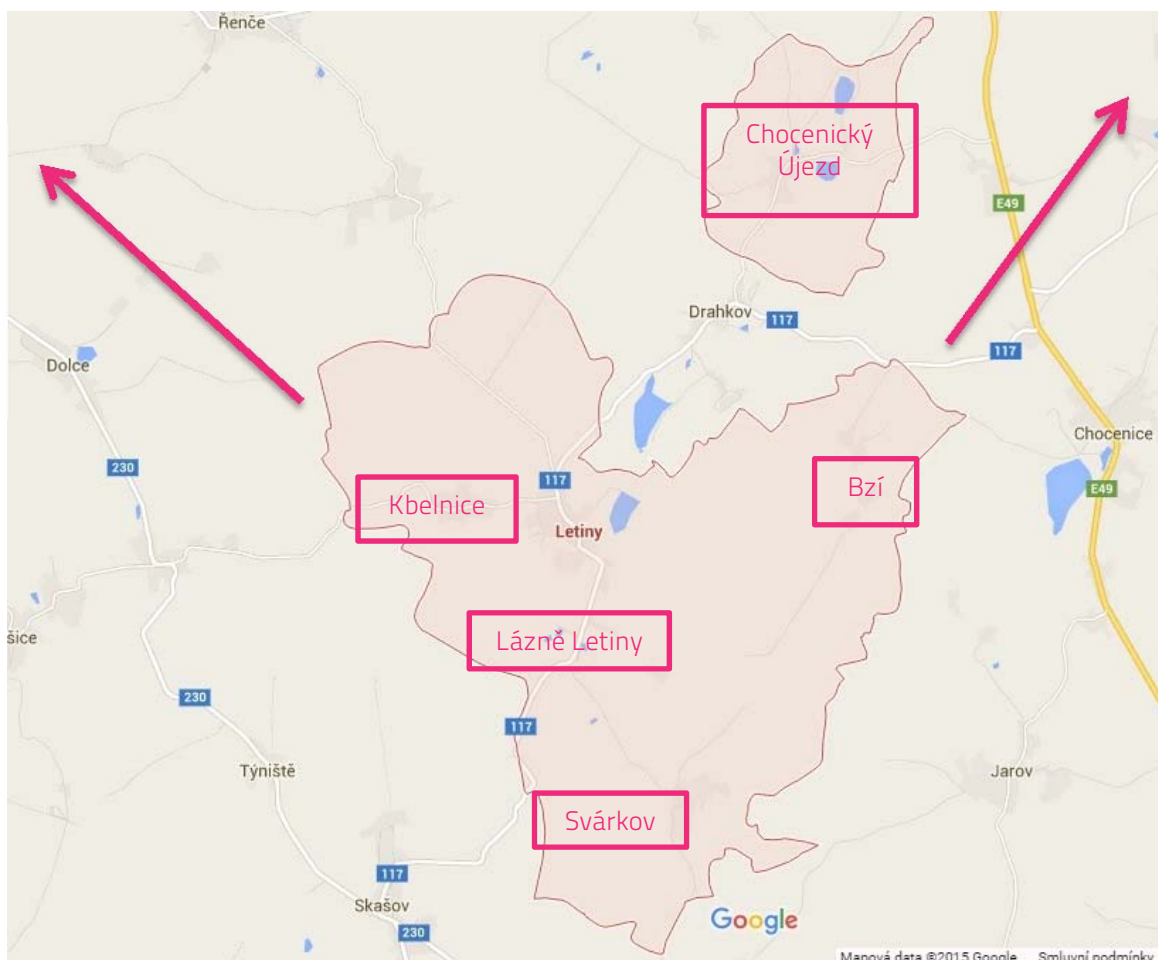 Řenče
Chocenický
Újezd
E49
Drahkov
117
117
Dolce
Chocenice
230
117
Kbelnice
Bzí
E49
Letiny
šice
Lázně Letiny
230
117
Týniště
Jarov
Svárkov
117
Skašov
230
Google
Mapová data ©2015 Google Smluvní podmínky